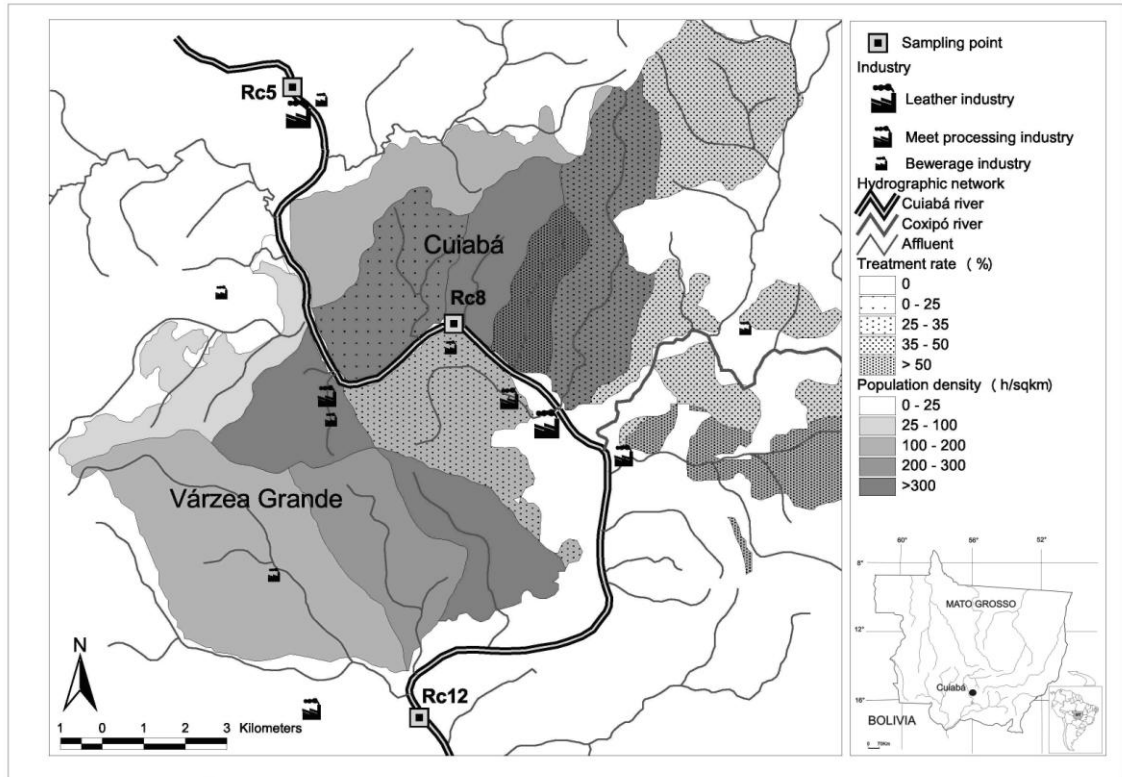 Rc5
Cuiabá
Rc8
Várzea Grande
Rc12
N
1 0 1 2 3 Kilometers
Sampling point
Industry
Leather industry
Meet processing industry
Bewerage industry
Hydrographic network
Cuiabá river
Coxipó river
Affluent
Treatment rate ( %)
0
0 - 25
25 - 35
35 - 50
> 50
Population density ( h/sqkm)
0 - 25
25 - 100
100 - 200
200 - 300
>300
60° 56° 52°
8°
MATO GROSSO
12°
Cuiabá
16°
BOLIVIA